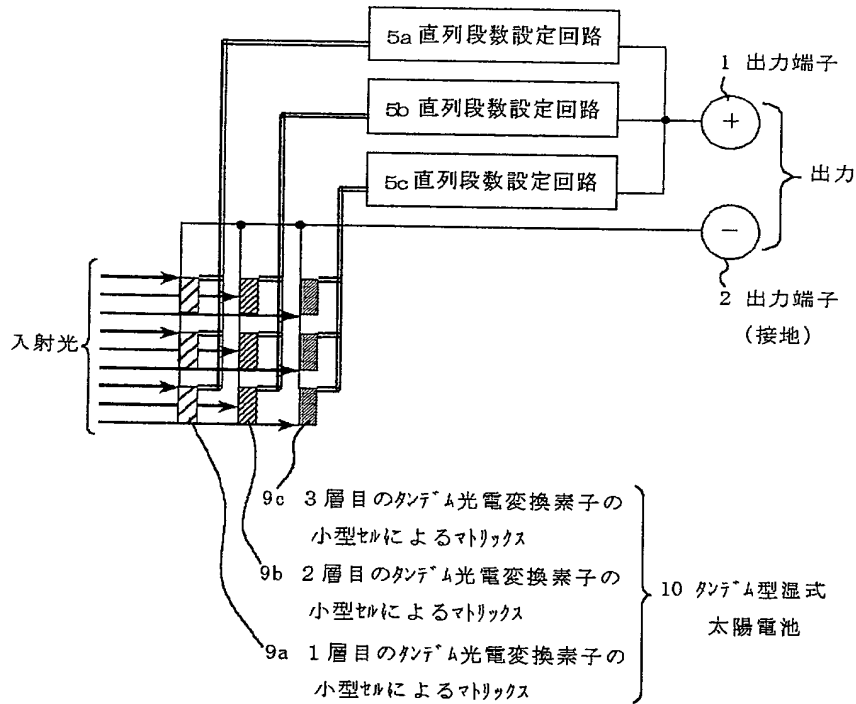 5a 直列段数設定回路
1 出力端子
5b 直列段数設定回路
+
出力
5c 直列段数設定回路
−
2 出力端子
(接地)
入射光
9c 3層目のﾀﾝﾃﾞﾑ光電変換素子の
小型ｾﾙによるﾏﾄﾘｯｸｽ
9b 2層目のﾀﾝﾃﾞﾑ光電変換素子の
小型ｾﾙによるﾏﾄﾘｯｸｽ
10 ﾀﾝﾃﾞﾑ型湿式
太陽電池
9a 1層目のﾀﾝﾃﾞﾑ光電変換素子の
小型ｾﾙによるﾏﾄﾘｯｸｽ